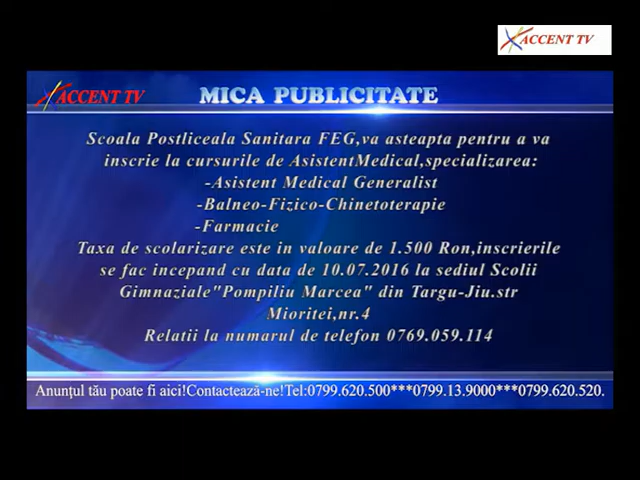 ACCENT TV
ACCENT TV
MICA PUBLICITATE
Scoala Postliceala Sanitara FEG,va asteapta pentru a va
inscrie la cursurile de AsistentMedical,specializarea:
-Asistent Medical Generalist
-Balneo-Fizico-Chinetoterapie
-Farmacie
Taxa de scolarizare este in valoare de 1.500 Ron,inscrierile
se fac incepand cu data de 10.07.2016 la sediul Scolii
Gimnaziale"Pompiliu Marcea" din Targu-Jiu.str
Mioritei,nr.4
Relatii la numarul de telefon 0769.059.114
Anunțul tău poate fi aici!Contactează-ne!Tel:0799.620.500***0799.13.9000***0799.620.520.